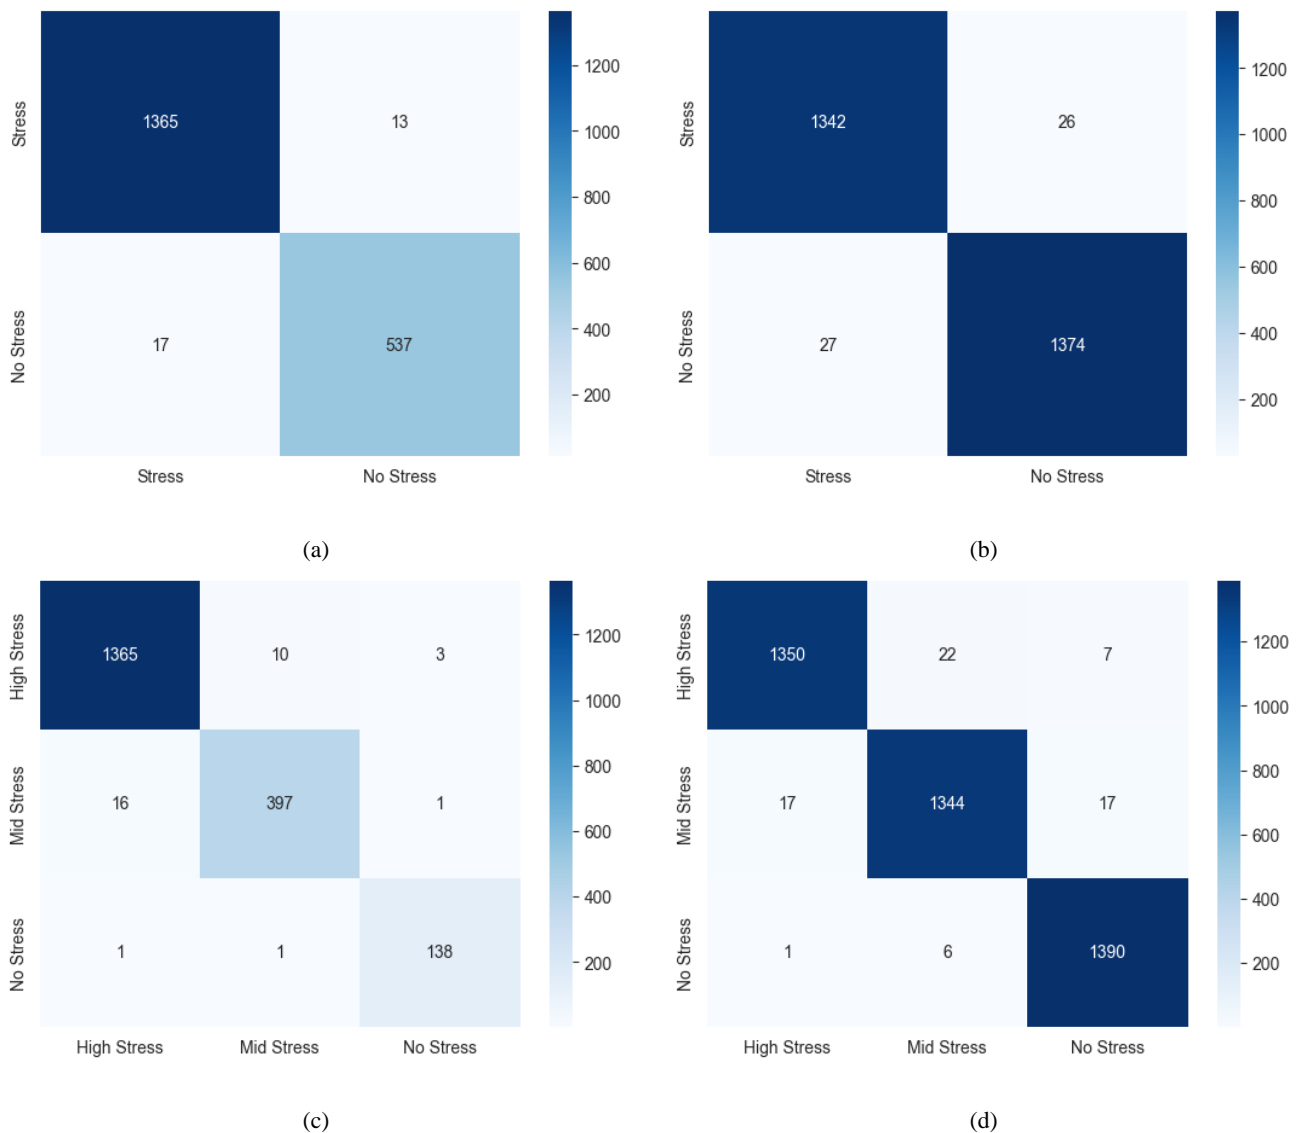 Stress
1365
13
No Stress
17
537
Stress
No Stress
1200
1000
800
600
400
200
(a)
Stress
1342
26
No Stress
27
1374
Stress
No Stress
1200
1000
800
600
400
200
(b)
High Stress
1365
10
3
Mid Stress
16
397
1
No Stress
1
1
138
High Stress
Mid Stress
No Stress
1200
1000
800
600
400
200
(c)
High Stress
1350
22
7
Mid Stress
17
1344
17
No Stress
1
6
1390
High Stress
Mid Stress
No Stress
1200
1000
800
600
400
200
(d)